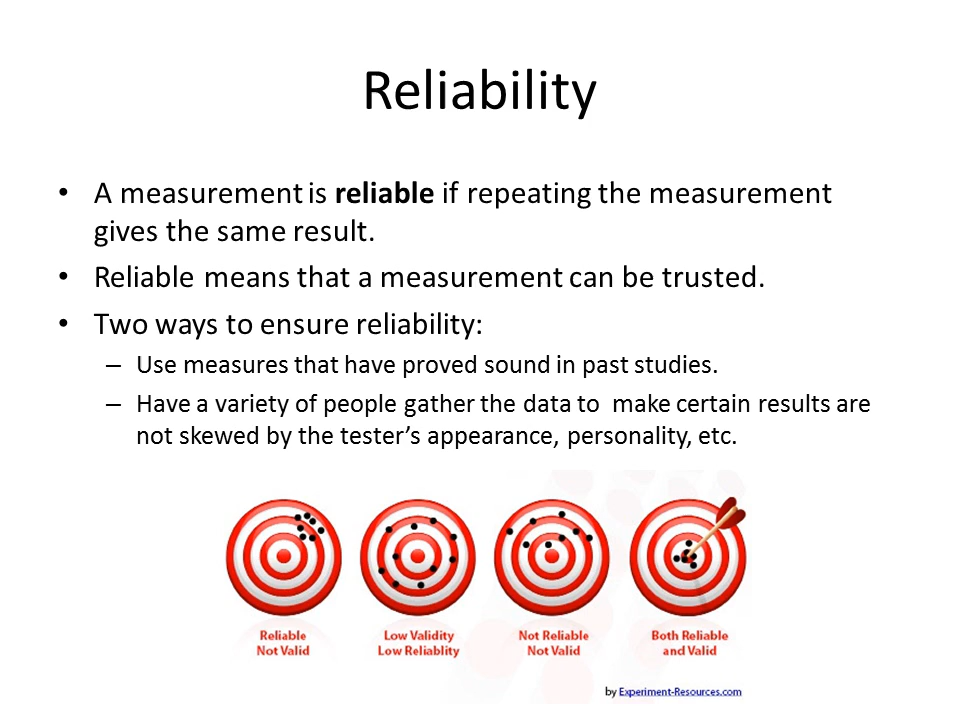 Reliability
• A measurement is reliable if repeating the measurement
gives the same result.
• Reliable means that a measurement can be trusted.
• Two ways to ensure reliability:
– Use measures that have proved sound in past studies.
– Have a variety of people gather the data to  make certain results are
not skewed by the tester’s appearance, personality, etc.
Reliable
Not Valid
Low Validity
Low Reliablity
Not Reliable
Not Valid
Both Reliable
and Valid
by Experiment-Resources.com